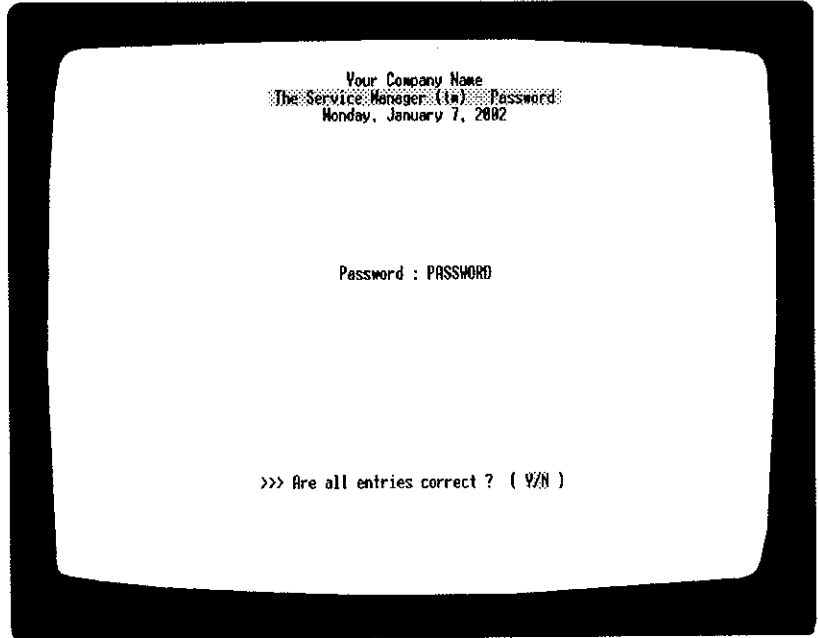 Your Company Name
The Service Manager (tm) Password
Monday, January 7, 2002
Password : PASSWORD
>>> Are all entries correct ? ( Y/N )